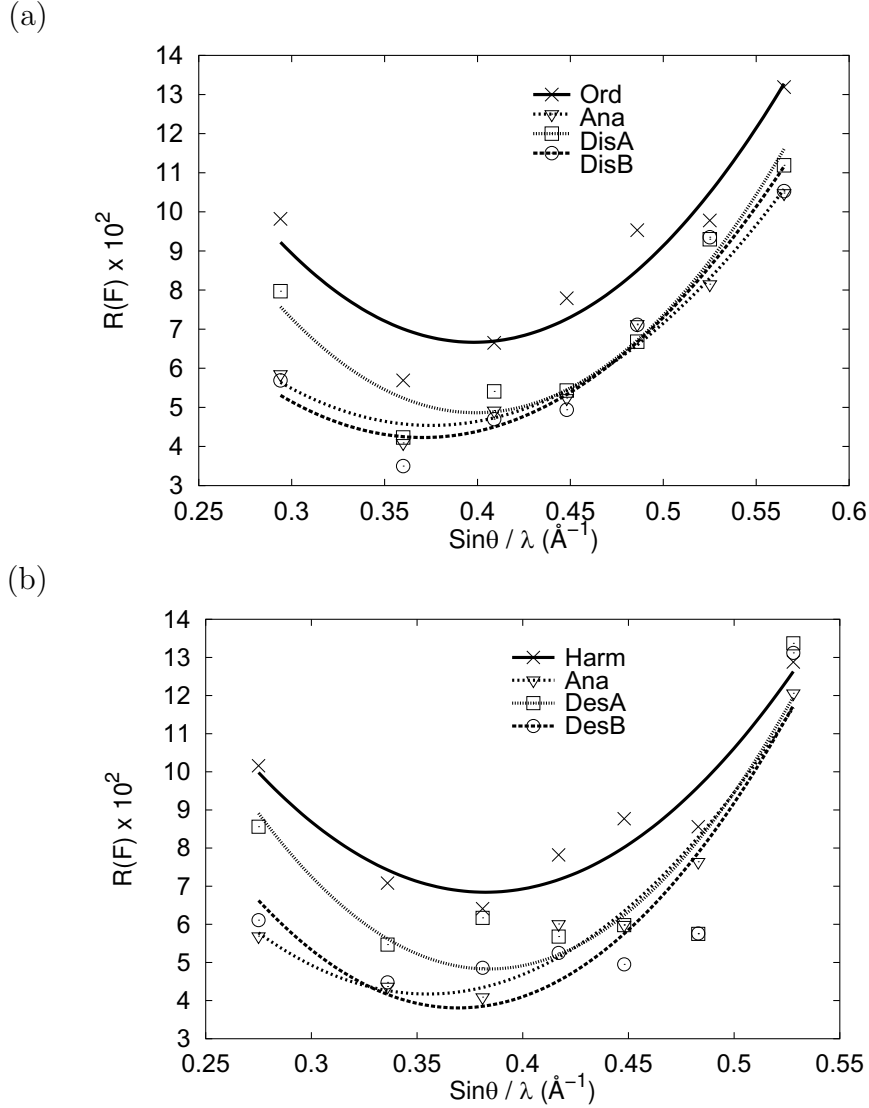 (a)
R(F) x 10²
14
13
12
11
10
9
8
7
6
5
4
3
Ord
Ana
DisA
DisB
0.25 0.3 0.35 0.4 0.45 0.5 0.55 0.6
Sinθ / λ (Å⁻¹)
(b)
R(F) x 10²
14
13
12
11
10
9
8
7
6
5
4
3
Harm
Ana
DesA
DesB
0.25 0.3 0.35 0.4 0.45 0.5 0.55
Sinθ / λ (Å⁻¹)